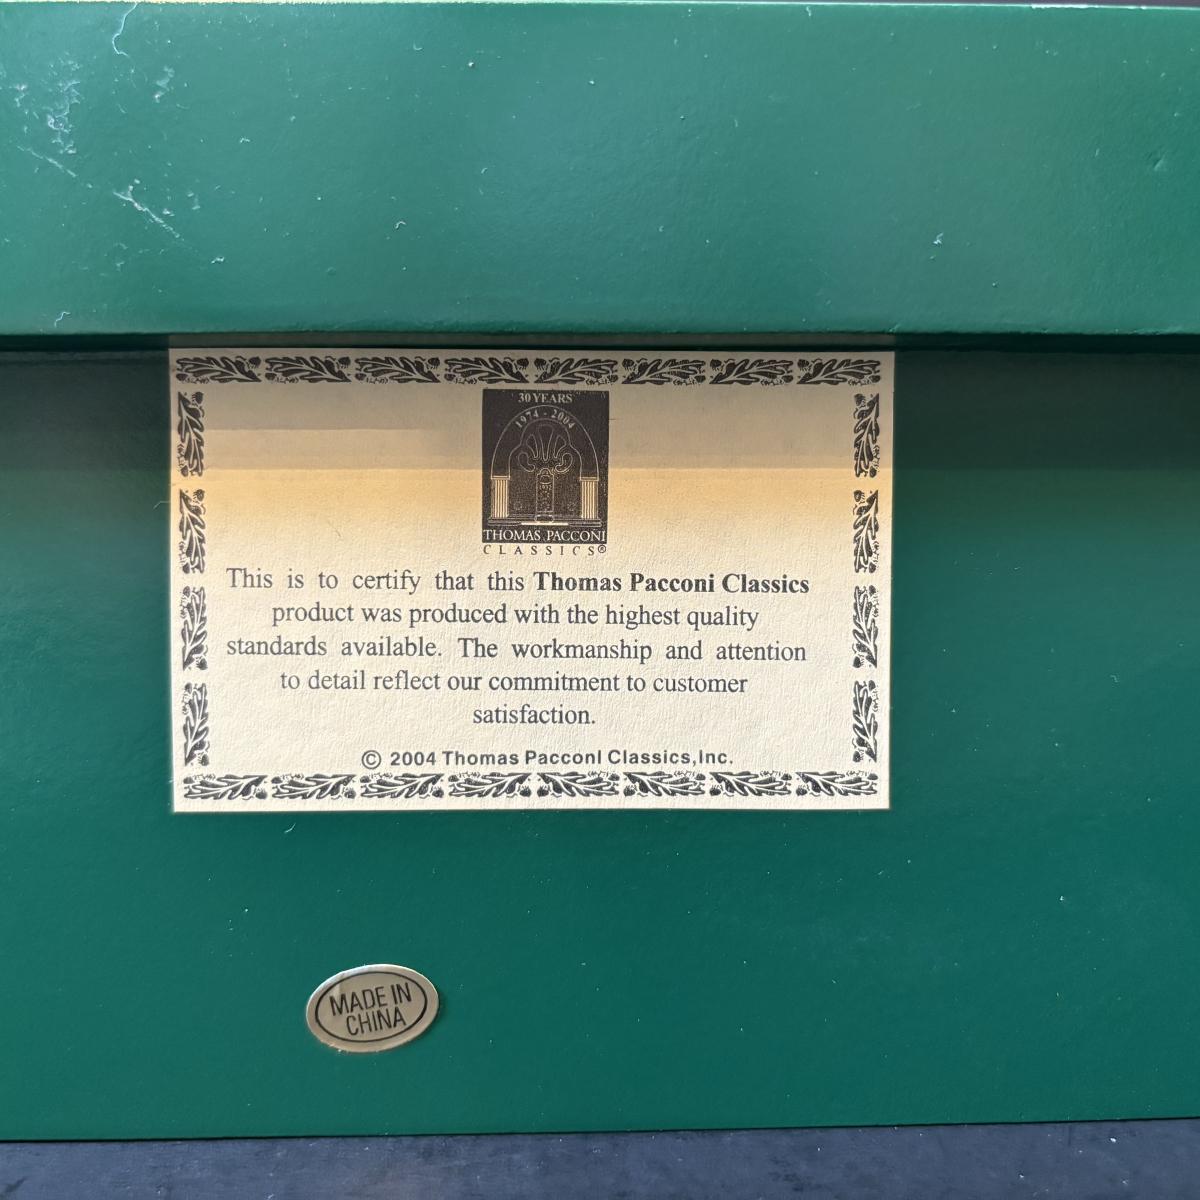 30 YEARS
1974 - 2004
THOMAS PACCONI
CLASSICS®
This is to certify that this Thomas Pacconi Classics
product was produced with the highest quality
standards available. The workmanship and attention
to detail reflect our commitment to customer
satisfaction.
© 2004 Thomas PacconI Classics,Inc.
MADE IN
CHINA